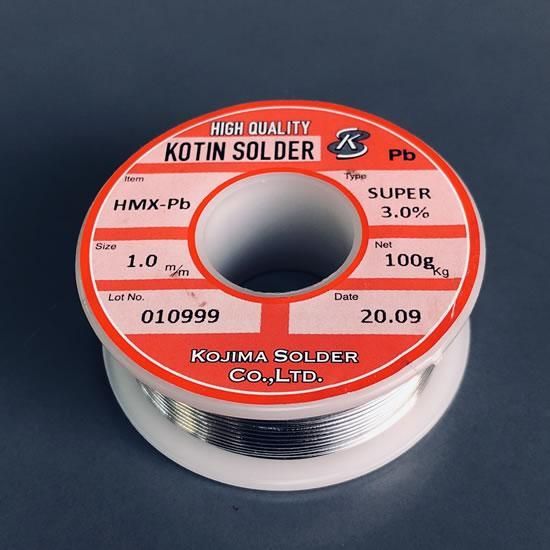 HIGH QUALITY
KOTIN SOLDER
KS
Pb
Item
HMX-Pb
Type
SUPER
3.0%
Size
1.0 m/m
Net
100g Kg
Lot No.
010999
Date
20.09
KOJIMA SOLDER
CO.,LTD.